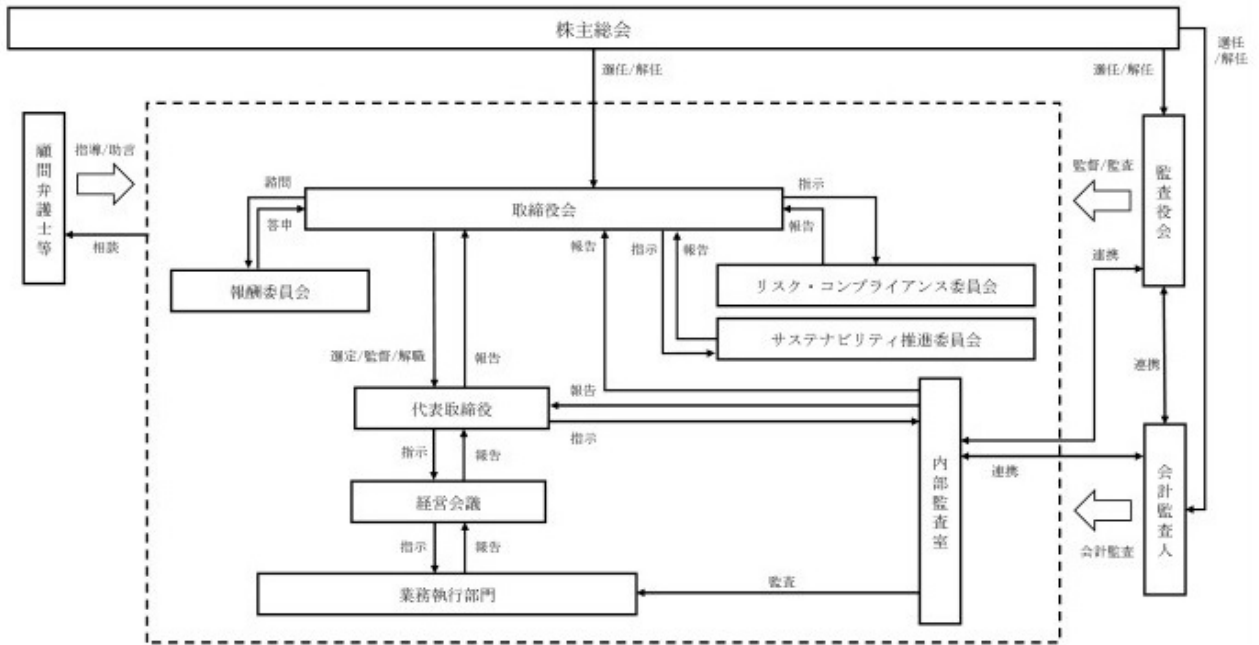 株主総会
選任/解任
選任/解任
選任
/解任
顧問弁護士等
指導/助言
相談
諮問
答申
取締役会
指示
報告
監督/監査
監査役会
報酬委員会
報告
指示
報告
リスク・コンプライアンス委員会
サステナビリティ推進委員会
連携
連携
選定/監督/解職
報告
代表取締役
報告
指示
指示
報告
経営会議
内部監査室
連携
会計監査人
会計監査
指示
報告
業務執行部門
監査